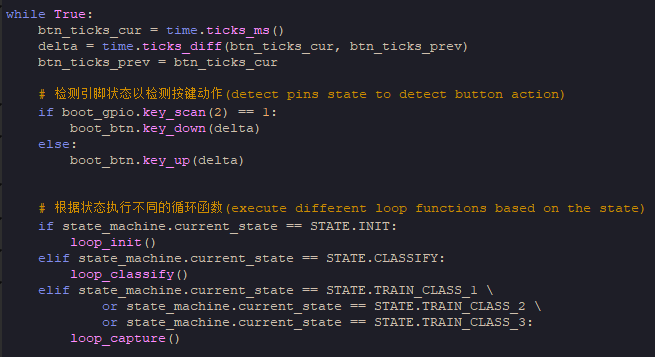 while True:
    btn_ticks_cur = time.ticks_ms()
    delta = time.ticks_diff(btn_ticks_cur, btn_ticks_prev)
    btn_ticks_prev = btn_ticks_cur

    # 检测引脚状态以检测按键动作(detect pins state to detect button action)
    if boot_gpio.key_scan(2) == 1:
        boot_btn.key_down(delta)
    else:
        boot_btn.key_up(delta)


    # 根据状态执行不同的循环函数(execute different loop functions based on the state)
    if state_machine.current_state == STATE.INIT:
        loop_init()
    elif state_machine.current_state == STATE.CLASSIFY:
        loop_classify()
    elif state_machine.current_state == STATE.TRAIN_CLASS_1 \
            or state_machine.current_state == STATE.TRAIN_CLASS_2 \
            or state_machine.current_state == STATE.TRAIN_CLASS_3:
        loop_capture()